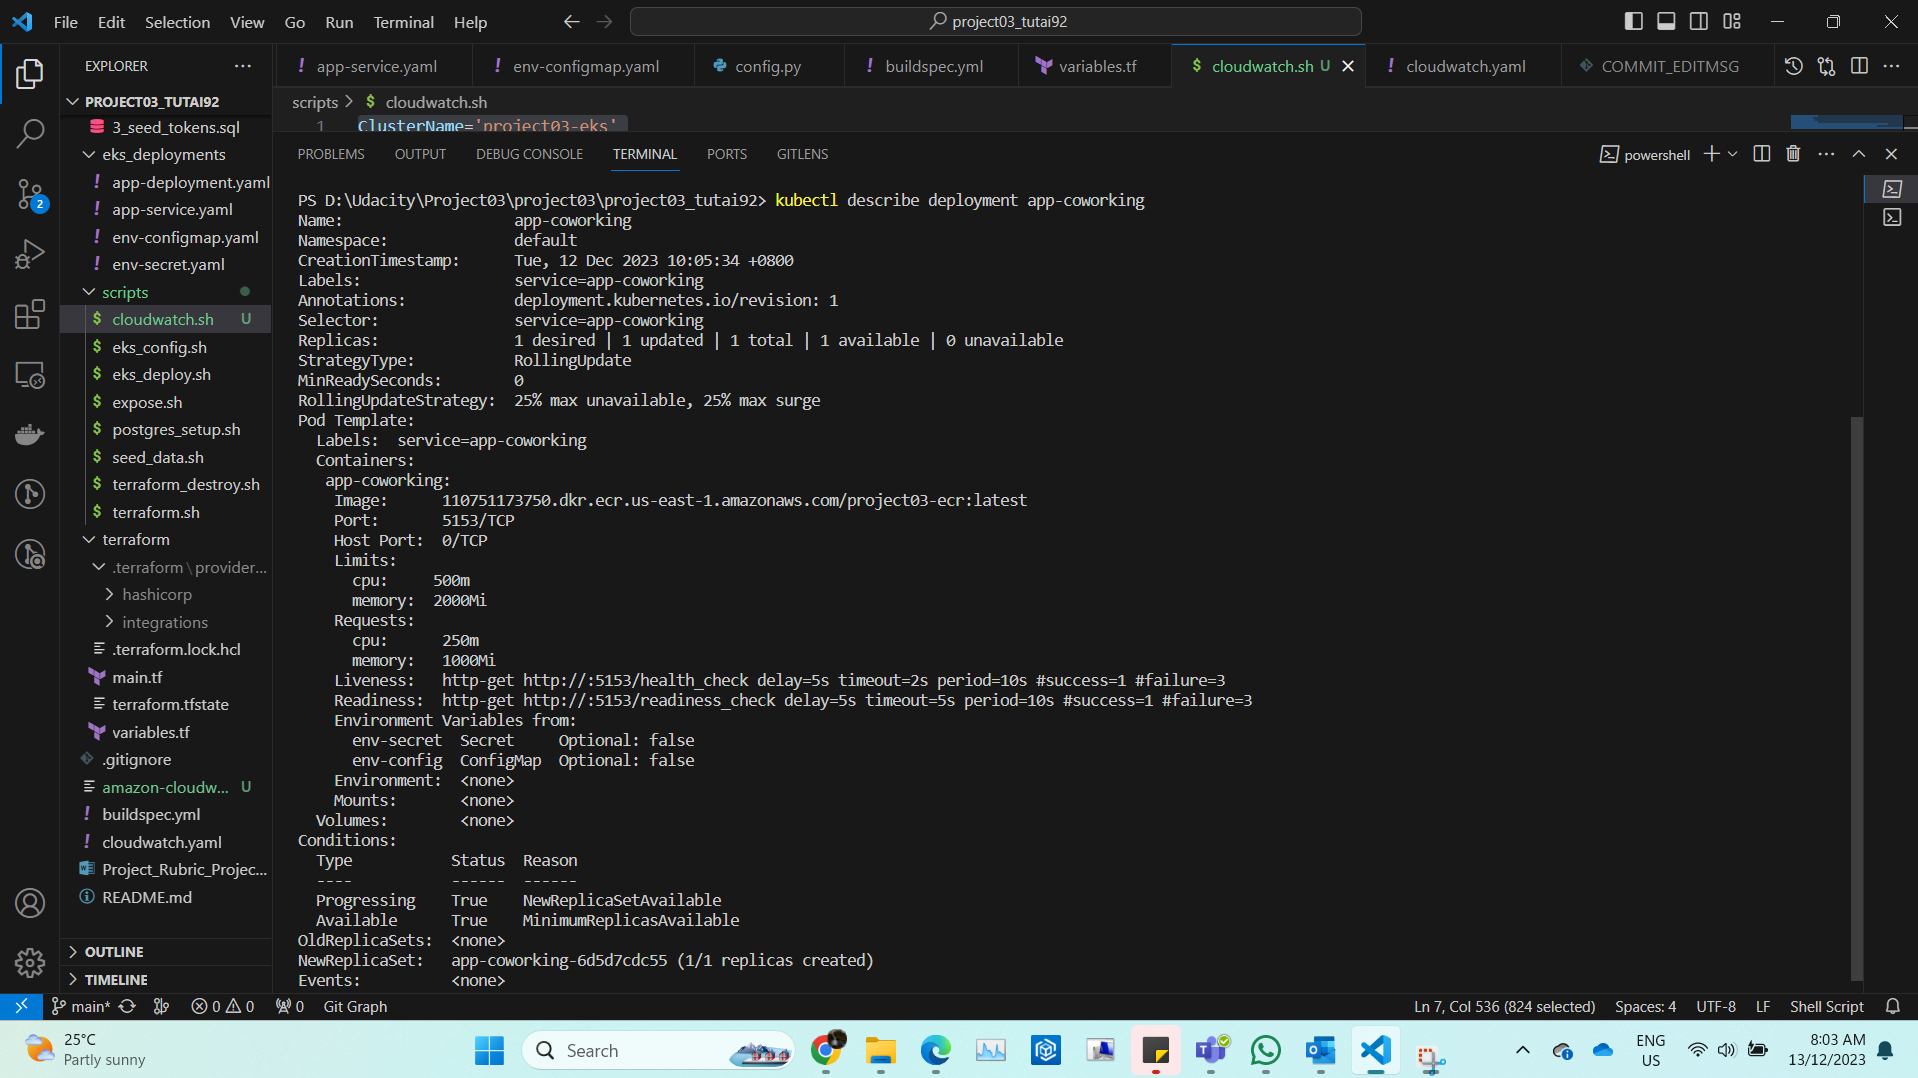 File Edit Selection View Go Run Terminal Help
project03_tutai92
EXPLORER
PROJECT03_TUTAI92
3_seed_tokens.sql
eks_deployments
app-deployment.yaml
app-service.yaml
env-configmap.yaml
env-secret.yaml
scripts
cloudwatch.sh U
eks_config.sh
eks_deploy.sh
expose.sh
postgres_setup.sh
seed_data.sh
terraform_destroy.sh
terraform.sh
terraform
.terraform\provider...
hashicorp
integrations
.terraform.lock.hcl
main.tf
terraform.tfstate
variables.tf
.gitignore
amazon-cloudw... U
buildspec.yml
cloudwatch.yaml
Project_Rubric_Projec...
README.md
OUTLINE
TIMELINE
2
app-service.yaml env-configmap.yaml config.py buildspec.yml variables.tf cloudwatch.sh U cloudwatch.yaml COMMIT_EDITMSG
scripts > $ cloudwatch.sh
1 ClusterName='project03-eks'
PROBLEMS OUTPUT DEBUG CONSOLE TERMINAL PORTS GITLENS
powershell
PS D:\Udacity\Project03\project03\project03_tutai92> kubectl describe deployment app-coworking
Name: app-coworking
Namespace: default
CreationTimestamp: Tue, 12 Dec 2023 10:05:34 +0800
Labels: service=app-coworking
Annotations: deployment.kubernetes.io/revision: 1
Selector: service=app-coworking
Replicas: 1 desired | 1 updated | 1 total | 1 available | 0 unavailable
StrategyType: RollingUpdate
MinReadySeconds: 0
RollingUpdateStrategy: 25% max unavailable, 25% max surge
Pod Template:
Labels: service=app-coworking
Containers:
app-coworking:
Image: 110751173750.dkr.ecr.us-east-1.amazonaws.com/project03-ecr:latest
Port: 5153/TCP
Host Port: 0/TCP
Limits:
cpu: 500m
memory: 2000Mi
Requests:
cpu: 250m
memory: 1000Mi
Liveness: http-get http://:5153/health_check delay=5s timeout=2s period=10s #success=1 #failure=3
Readiness: http-get http://:5153/readiness_check delay=5s timeout=5s period=10s #success=1 #failure=3
Environment Variables from:
env-secret Secret Optional: false
env-config ConfigMap Optional: false
Environment: <none>
Mounts: <none>
Volumes: <none>
Conditions:
Type Status Reason
---- ------ ------
Progressing True NewReplicaSetAvailable
Available True MinimumReplicasAvailable
OldReplicaSets: <none>
NewReplicaSet: app-coworking-6d5d7cdc55 (1/1 replicas created)
Events: <none>
main* 0 0 0 Git Graph
Ln 7, Col 536 (824 selected) Spaces: 4 UTF-8 LF Shell Script
25°C
Partly sunny
Search
ENG
US
8:03 AM
13/12/2023